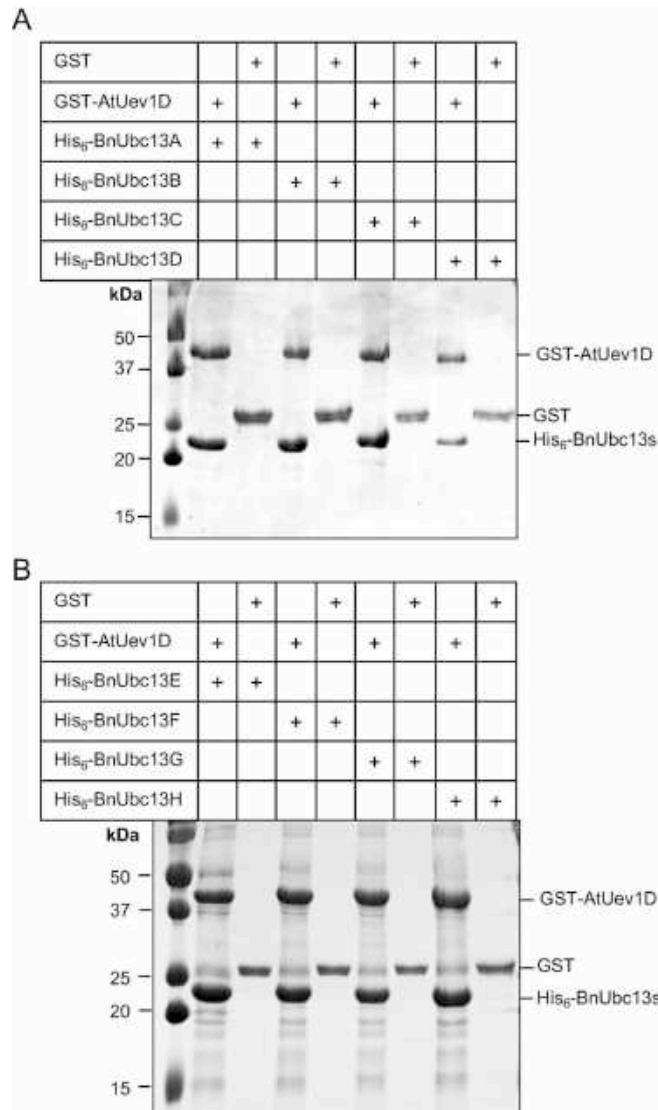 A
GST + + + +
GST-AtUev1D + + + +
His₆-BnUbc13A + +
His₆-BnUbc13B + +
His₆-BnUbc13C + +
His₆-BnUbc13D + +
kDa
50
37
25
20
15
GST-AtUev1D
GST
His₆-BnUbc13s
B
GST + + + +
GST-AtUev1D + + + +
His₆-BnUbc13E + +
His₆-BnUbc13F + +
His₆-BnUbc13G + +
His₆-BnUbc13H + +
kDa
50
37
25
20
15
GST-AtUev1D
GST
His₆-BnUbc13s